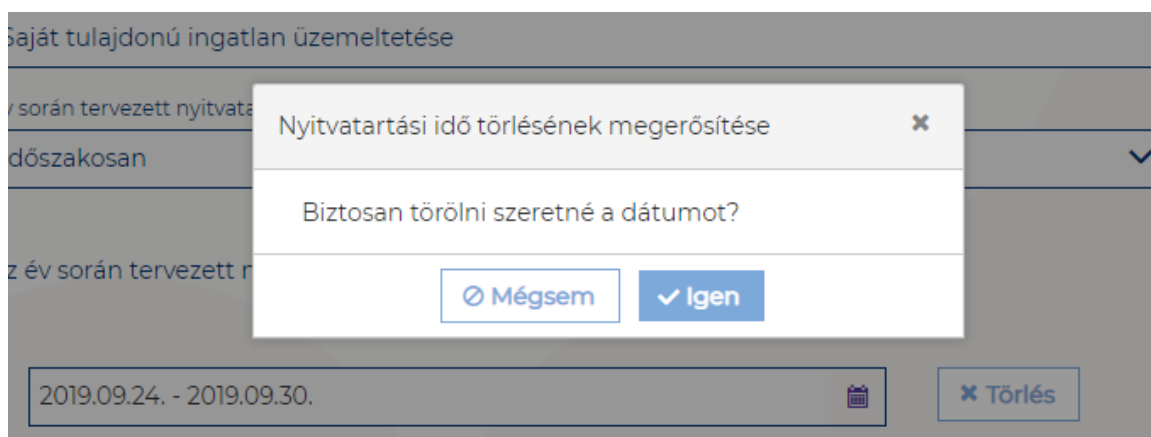 Saját tulajdonú ingatlan üzemeltetése
v során tervezett nyitvata
Nyitvatartási idő törlésének megerősítése
dőszakosan
Biztosan törölni szeretné a dátumot?
z év során tervezett n
Mégsem
Igen
2019.09.24. - 2019.09.30.
Törlés